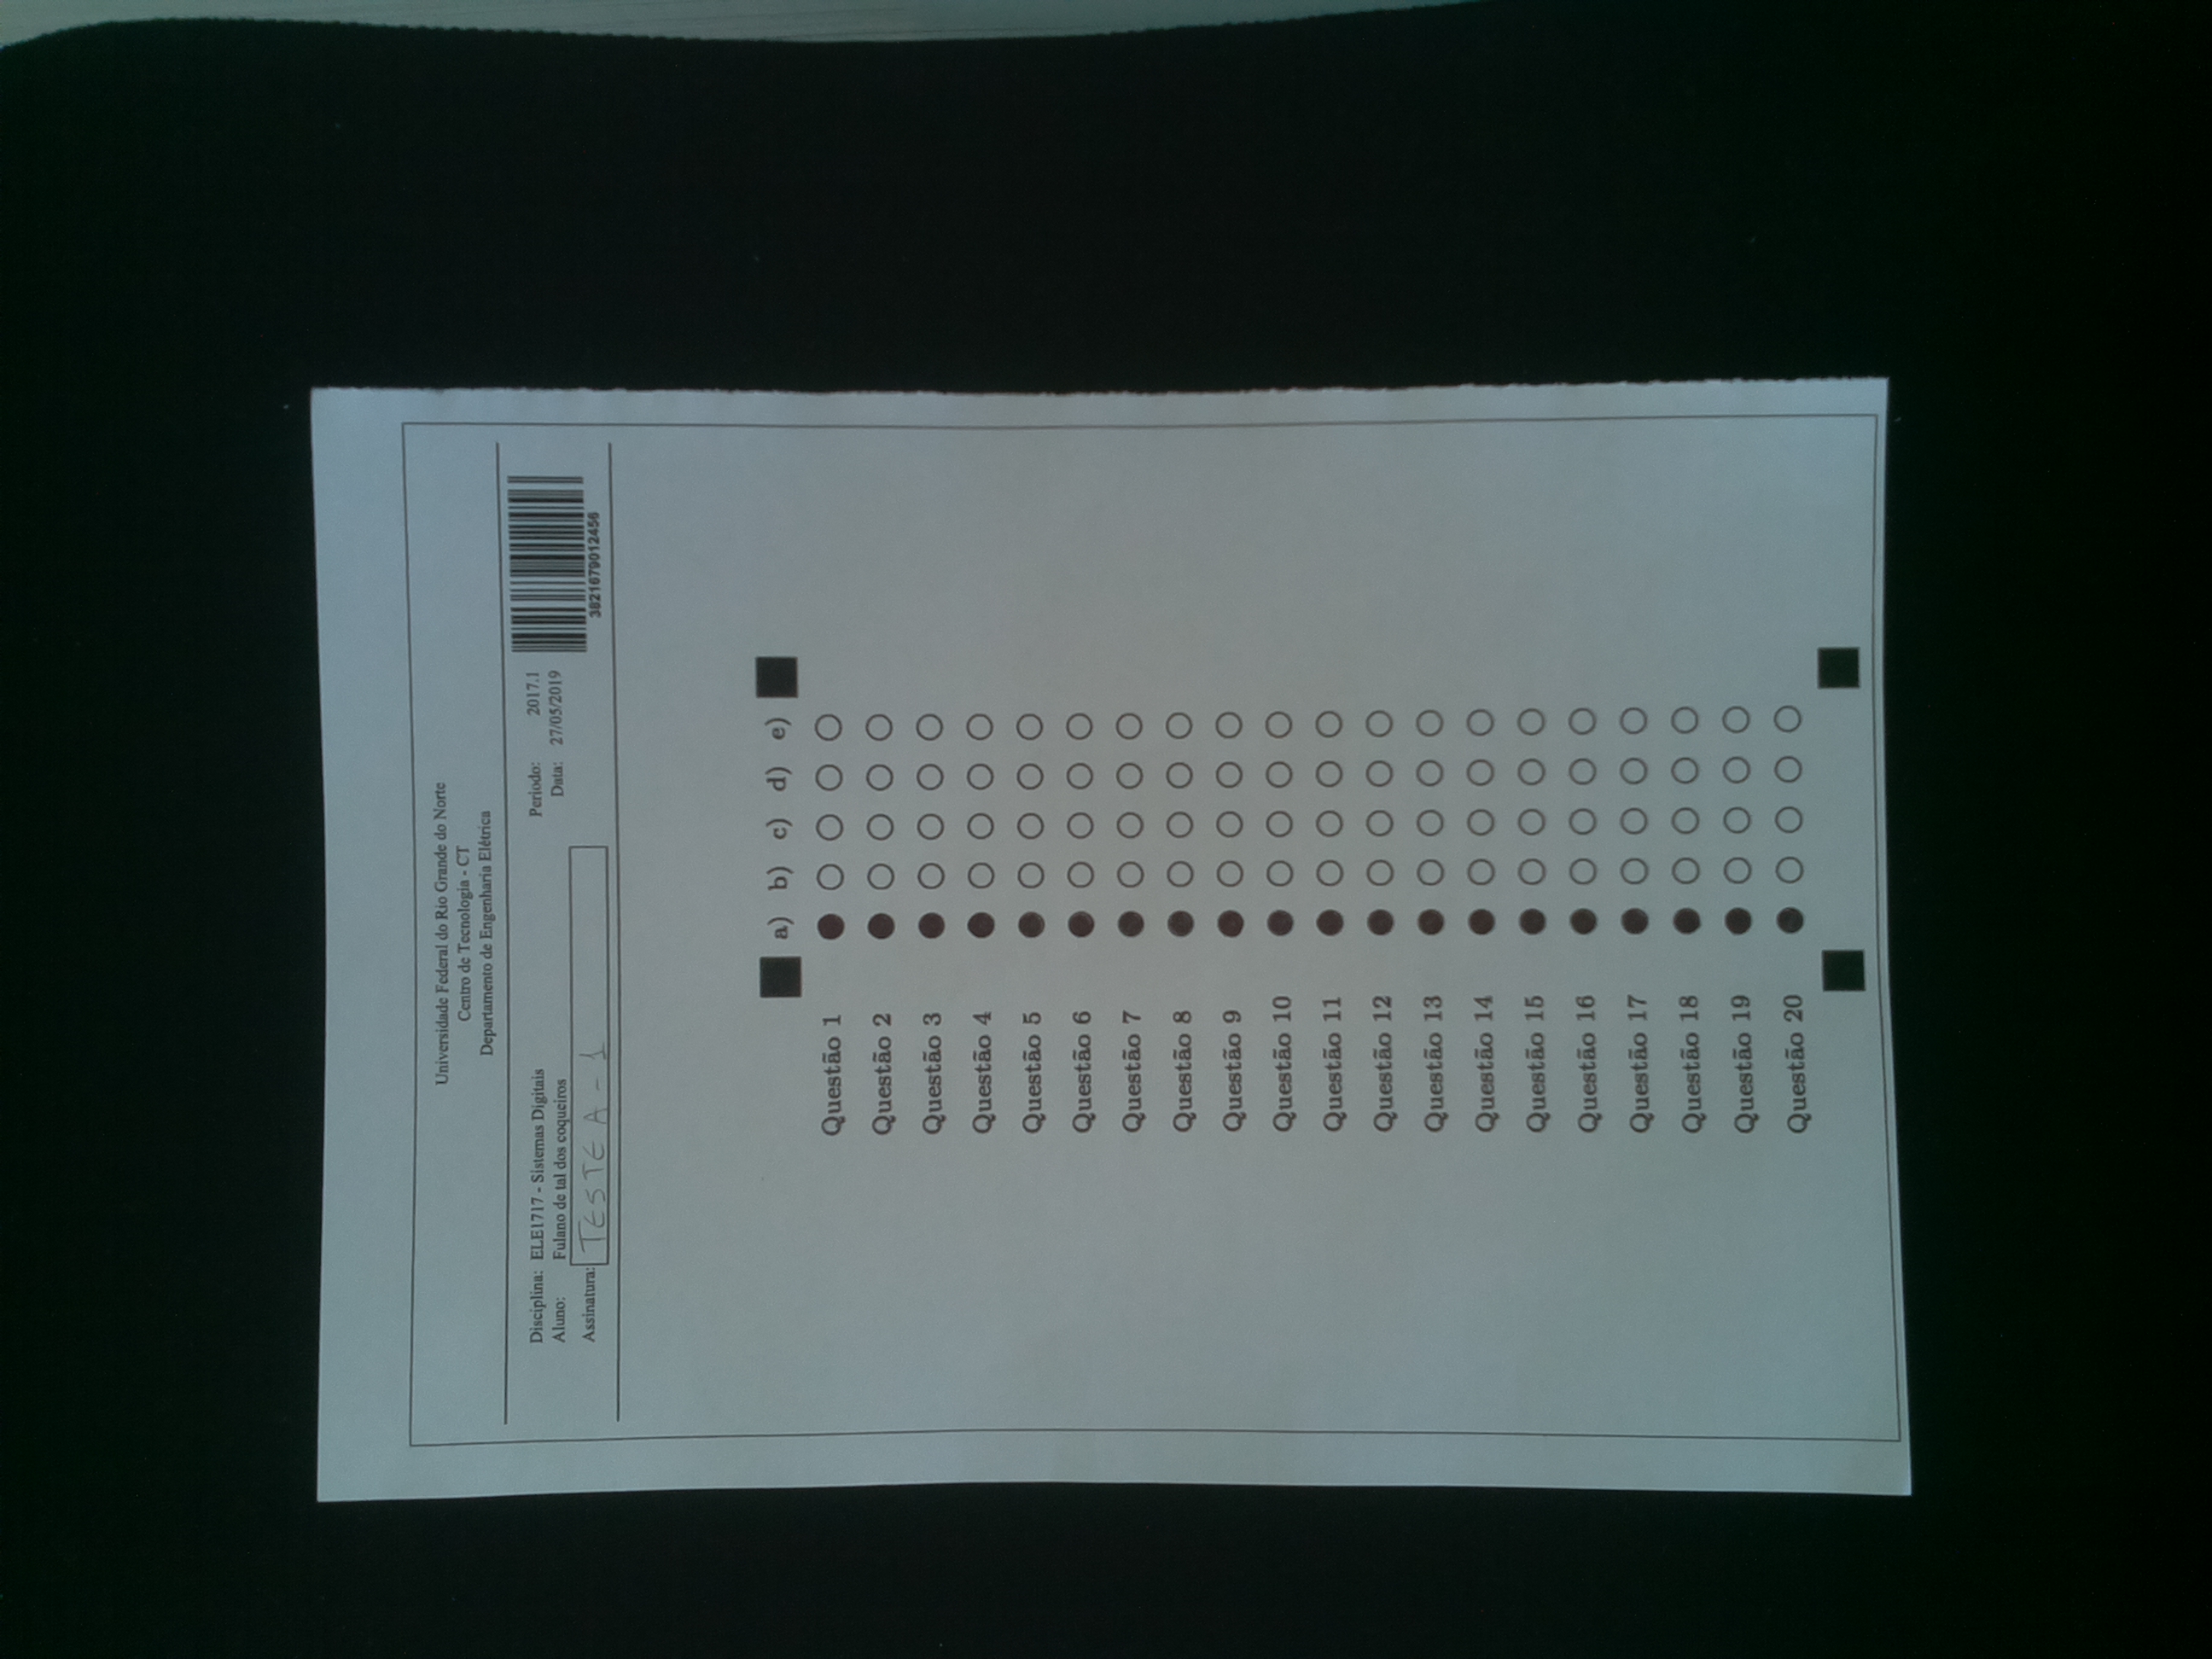 Universidade Federal do Rio Grande do Norte
Centro de Tecnologia - CT
Departamento de Engenharia Elétrica
Disciplina: ELE1717 - Sistemas Digitais Período: 2017.1
Aluno: Fulano de tal dos coqueiros Data: 27/05/2019
Assinatura: TESTE A - 1
3821679012456
a) b) c) d) e)
Questão 1
Questão 2
Questão 3
Questão 4
Questão 5
Questão 6
Questão 7
Questão 8
Questão 9
Questão 10
Questão 11
Questão 12
Questão 13
Questão 14
Questão 15
Questão 16
Questão 17
Questão 18
Questão 19
Questão 20